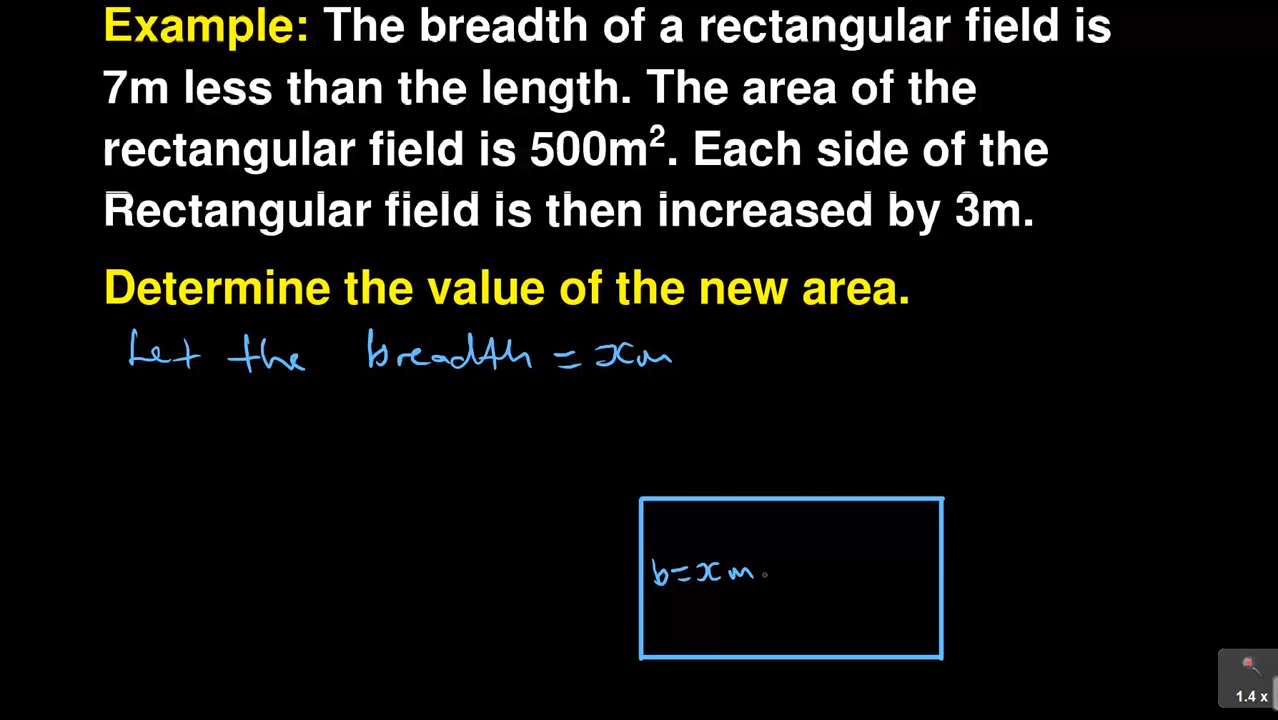 Example: The breadth of a rectangular field is
7m less than the length. The area of the
rectangular field is 500m². Each side of the
Rectangular field is then increased by 3m.
Determine the value of the new area.
Let the breadth = xm
b=xm
1.4 x